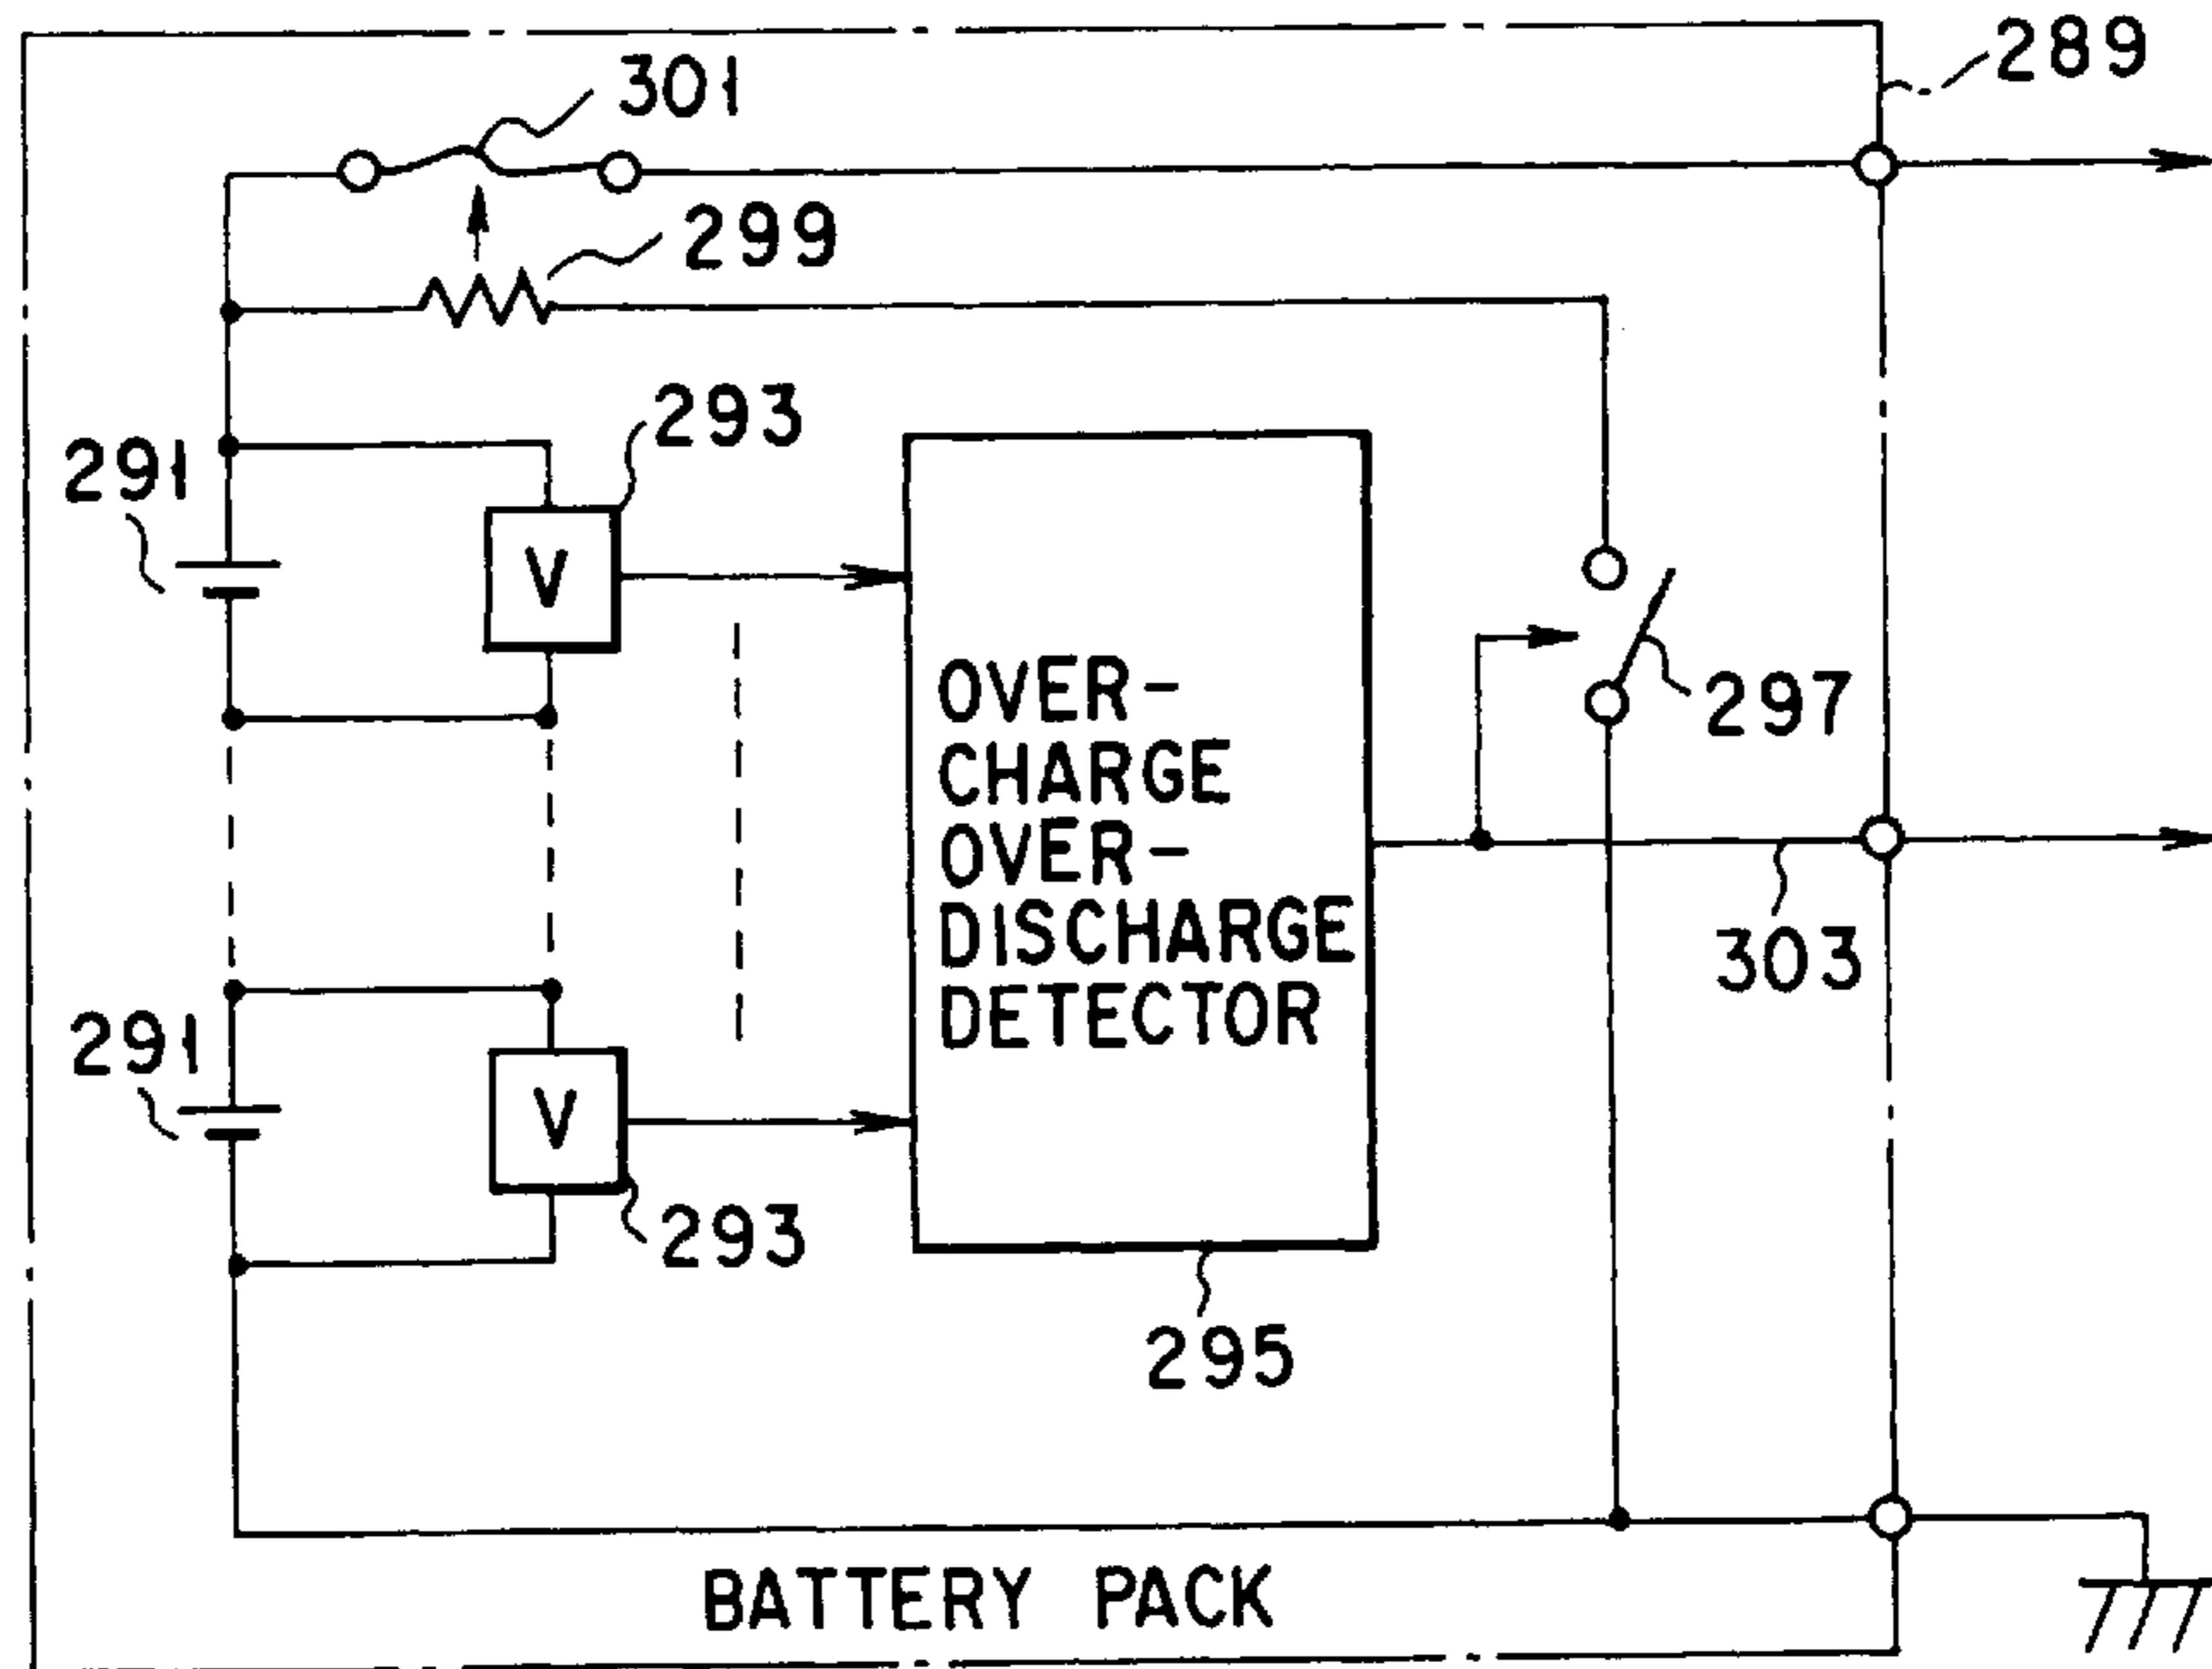 289
301
299
293
291
V
OVER-
CHARGE
OVER-
DISCHARGE
DETECTOR
297
303
291
V
293
295
BATTERY PACK